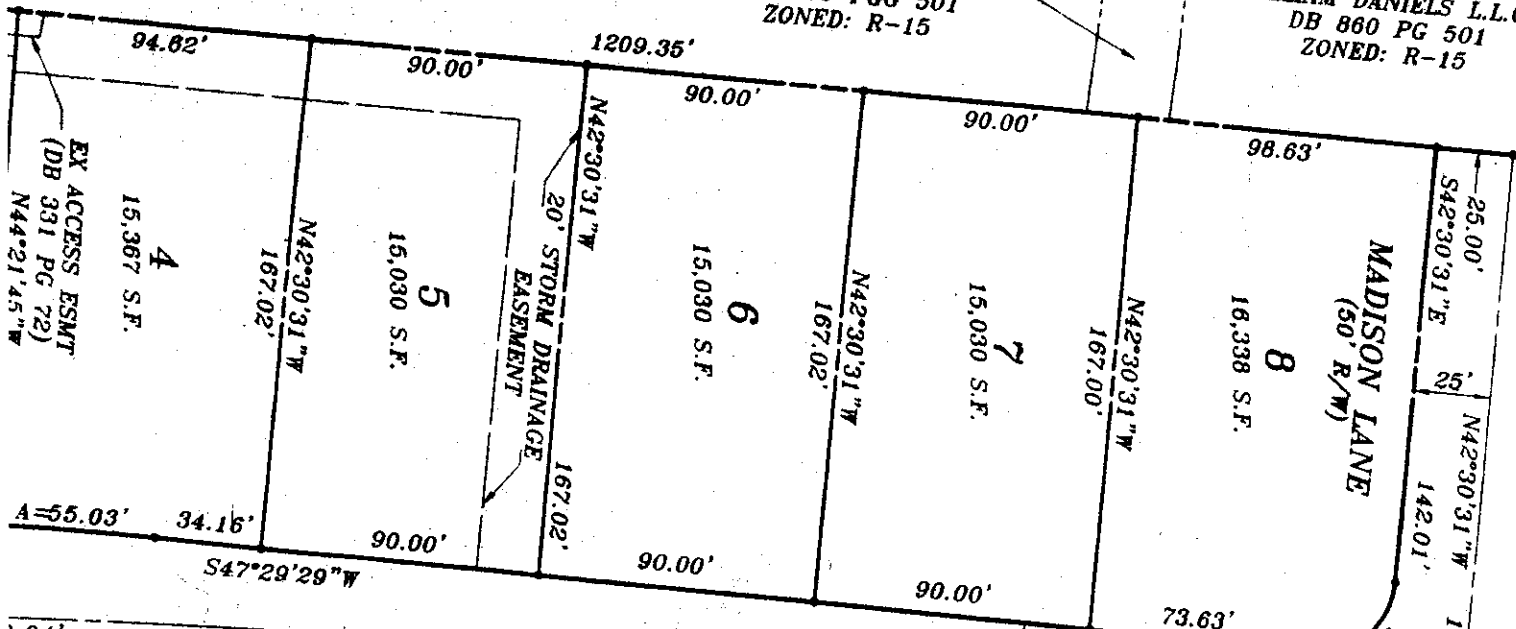 501
ZONED: R-15
DANIELS L.L.
DB 860 PG 501
ZONED: R-15
94.62'
90.00'
1209.35'
90.00'
90.00'
98.63'
EX ACCESS ESMT
(DB 331 PG 72)
N44°21'45"W
4
15,367 S.F.
N42°30'31"W
167.02'
5
15,030 S.F.
20' STORM DRAINAGE
EASEMENT
N42°30'31"W
167.02'
6
15,030 S.F.
N42°30'31"W
167.02'
7
15,030 S.F.
N42°30'31"W
167.00'
8
16,338 S.F.
MADISON LANE
(50' R/W)
S42°30'31"E
25.00'
25'
N42°30'31"W
142.01'
A=55.03'
34.16'
90.00'
90.00'
90.00'
73.63'
S47°29'29"W